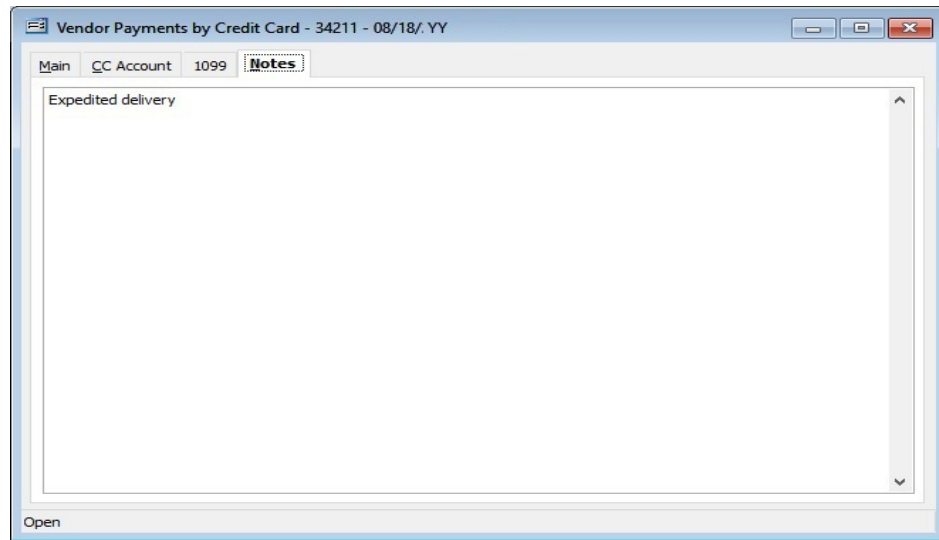 Vendor Payments by Credit Card - 34211 - 08/18/. YY
Main CC Account 1099 Notes
Expedited delivery
Open